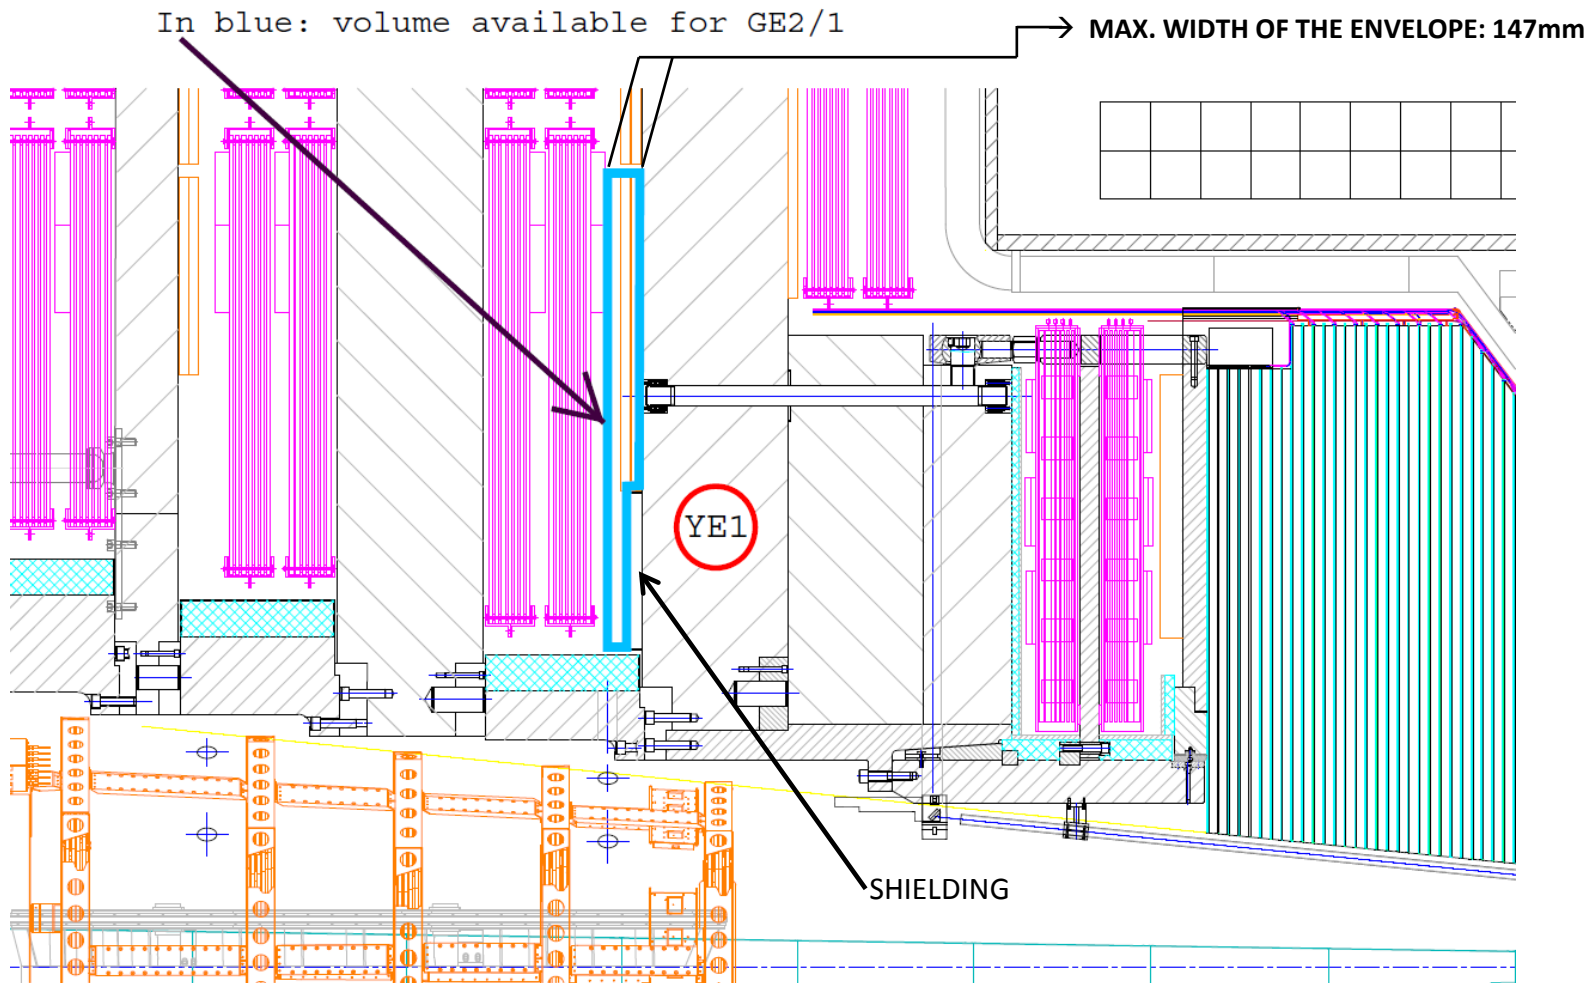 In blue: volume available for GE2/1
MAX. WIDTH OF THE ENVELOPE: 147mm
YE1
SHIELDING